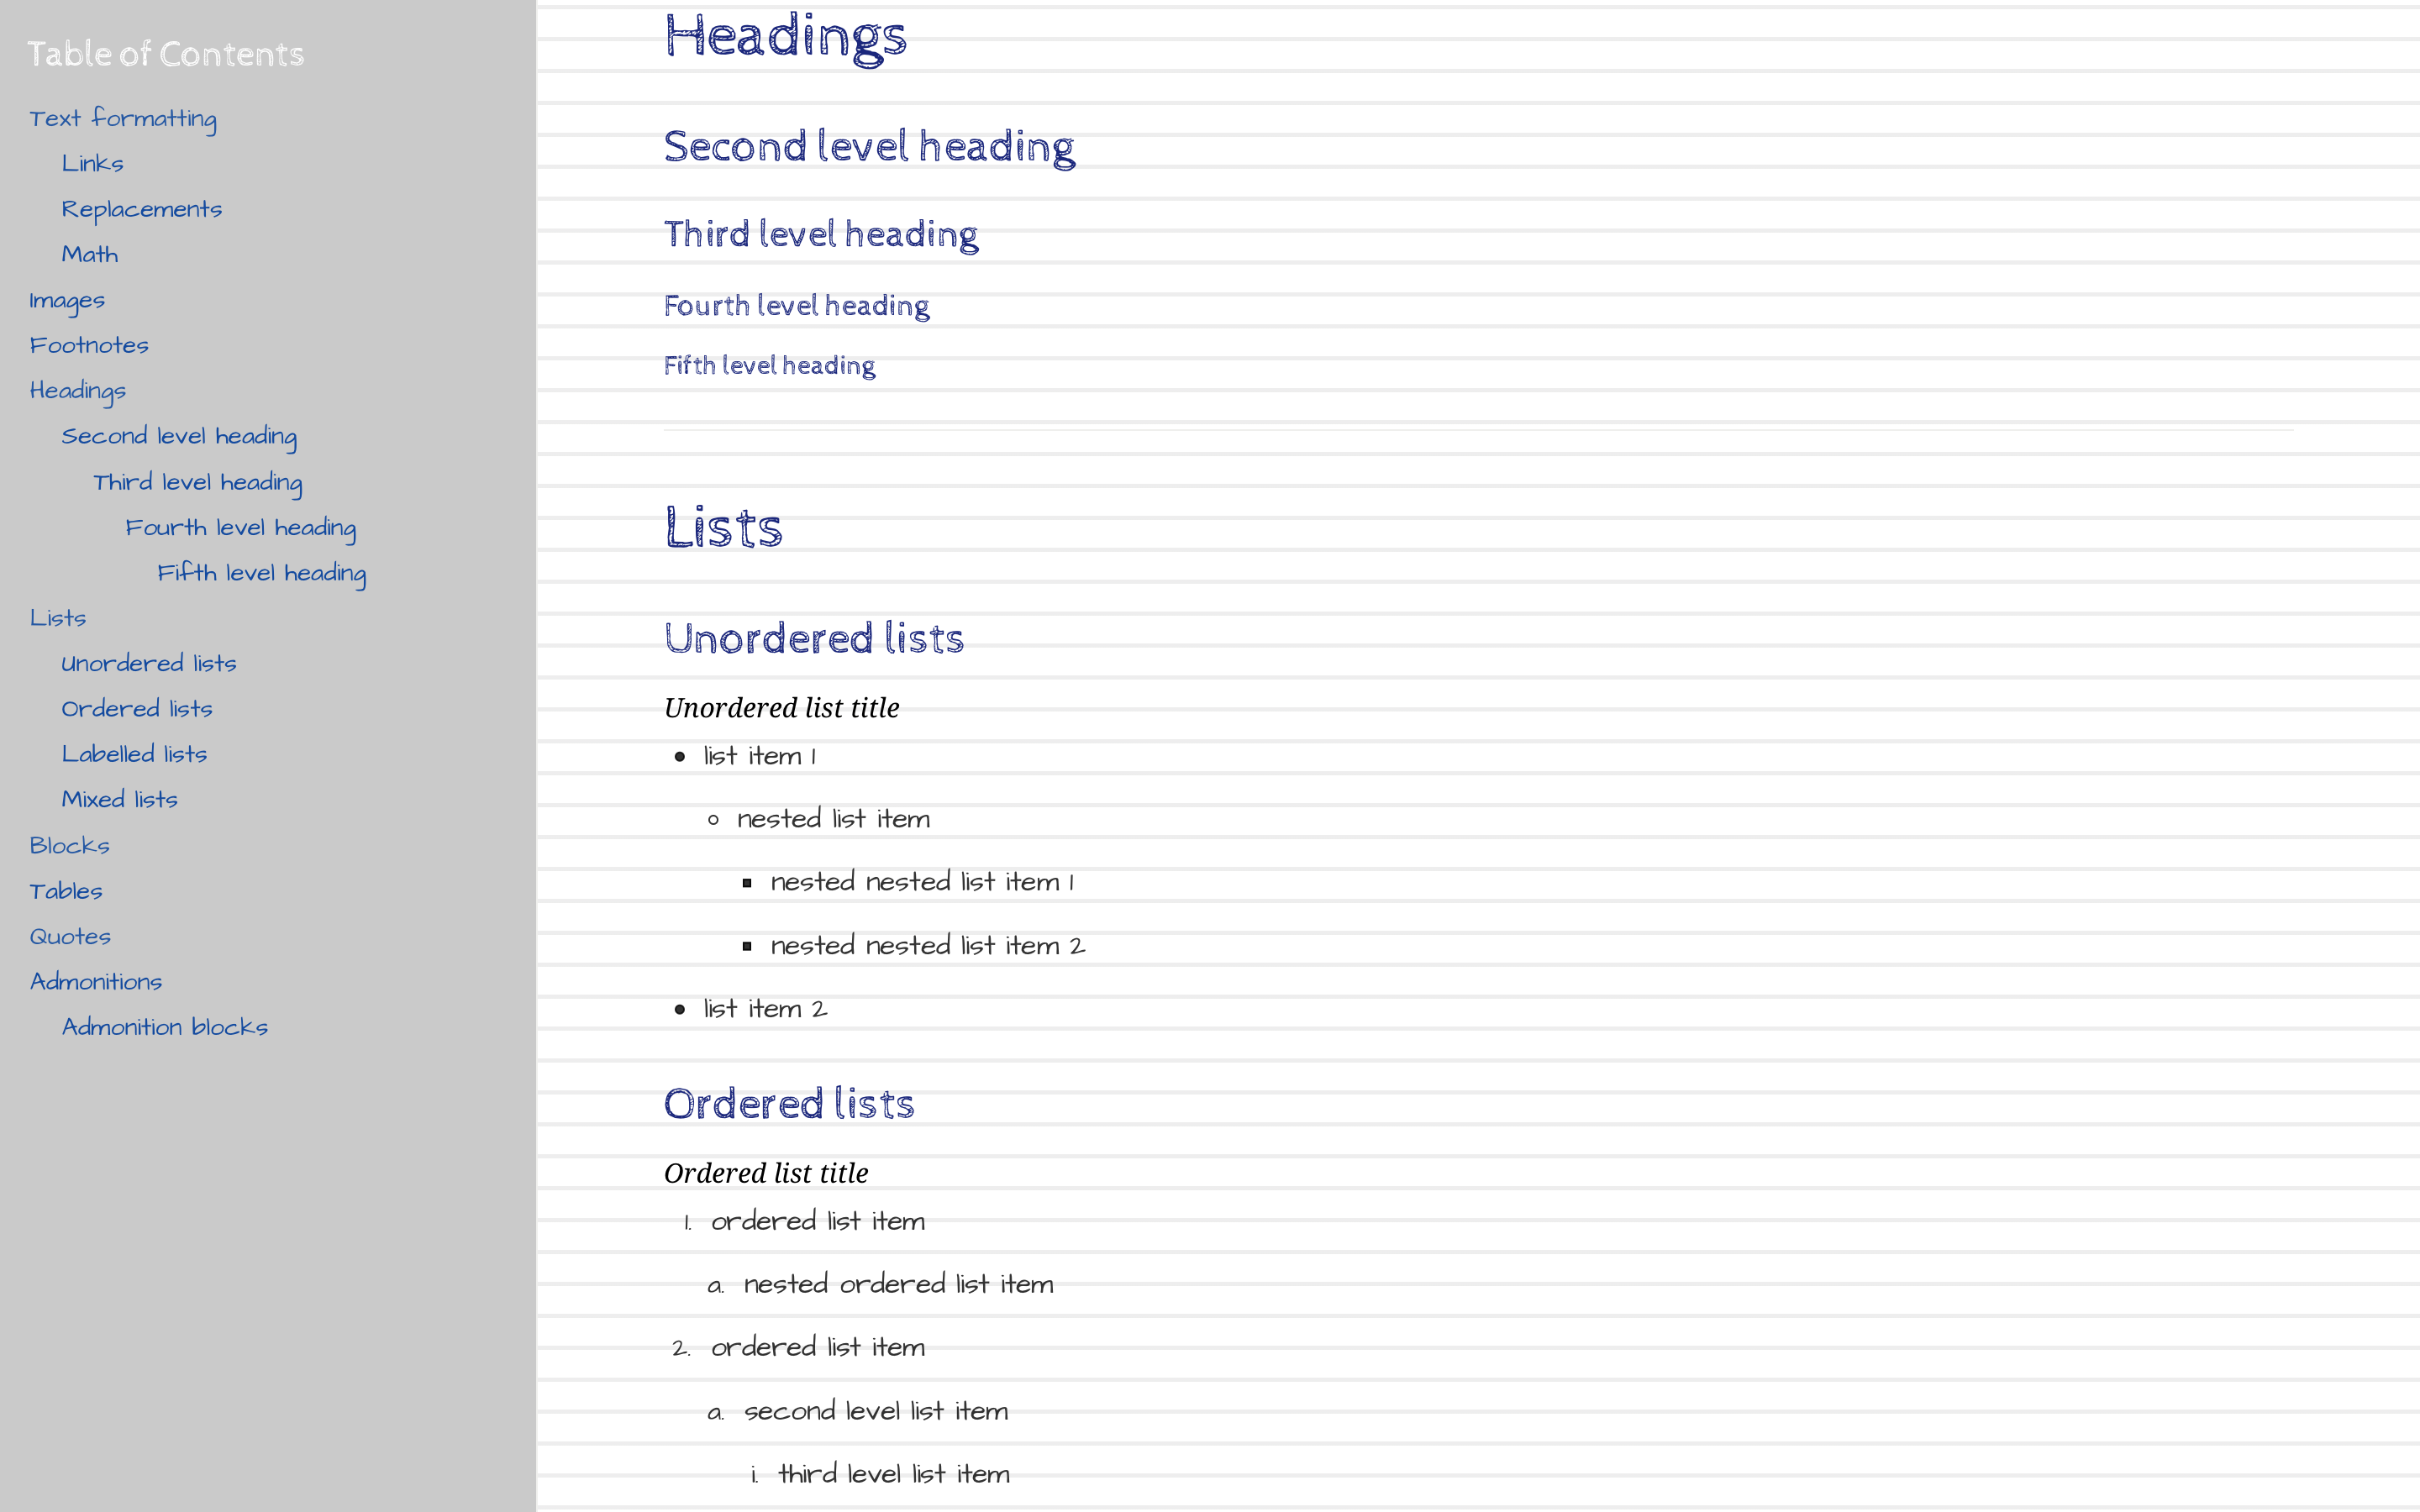 Table of Contents
Text formatting
Links
Replacements
Math
Images
Footnotes
Headings
Second level heading
Third level heading
Fourth level heading
Fifth level heading
Lists
Unordered lists
Ordered lists
Labelled lists
Mixed lists
Blocks
Tables
Quotes
Admonitions
Admonition blocks
Headings
Second level heading
Third level heading
Fourth level heading
Fifth level heading
Lists
Unordered lists
Unordered list title
• list item 1
◦ nested list item
▪ nested nested list item 1
▪ nested nested list item 2
• list item 2
Ordered lists
Ordered list title
1. ordered list item
a. nested ordered list item
2. ordered list item
a. second level list item
i. third level list item